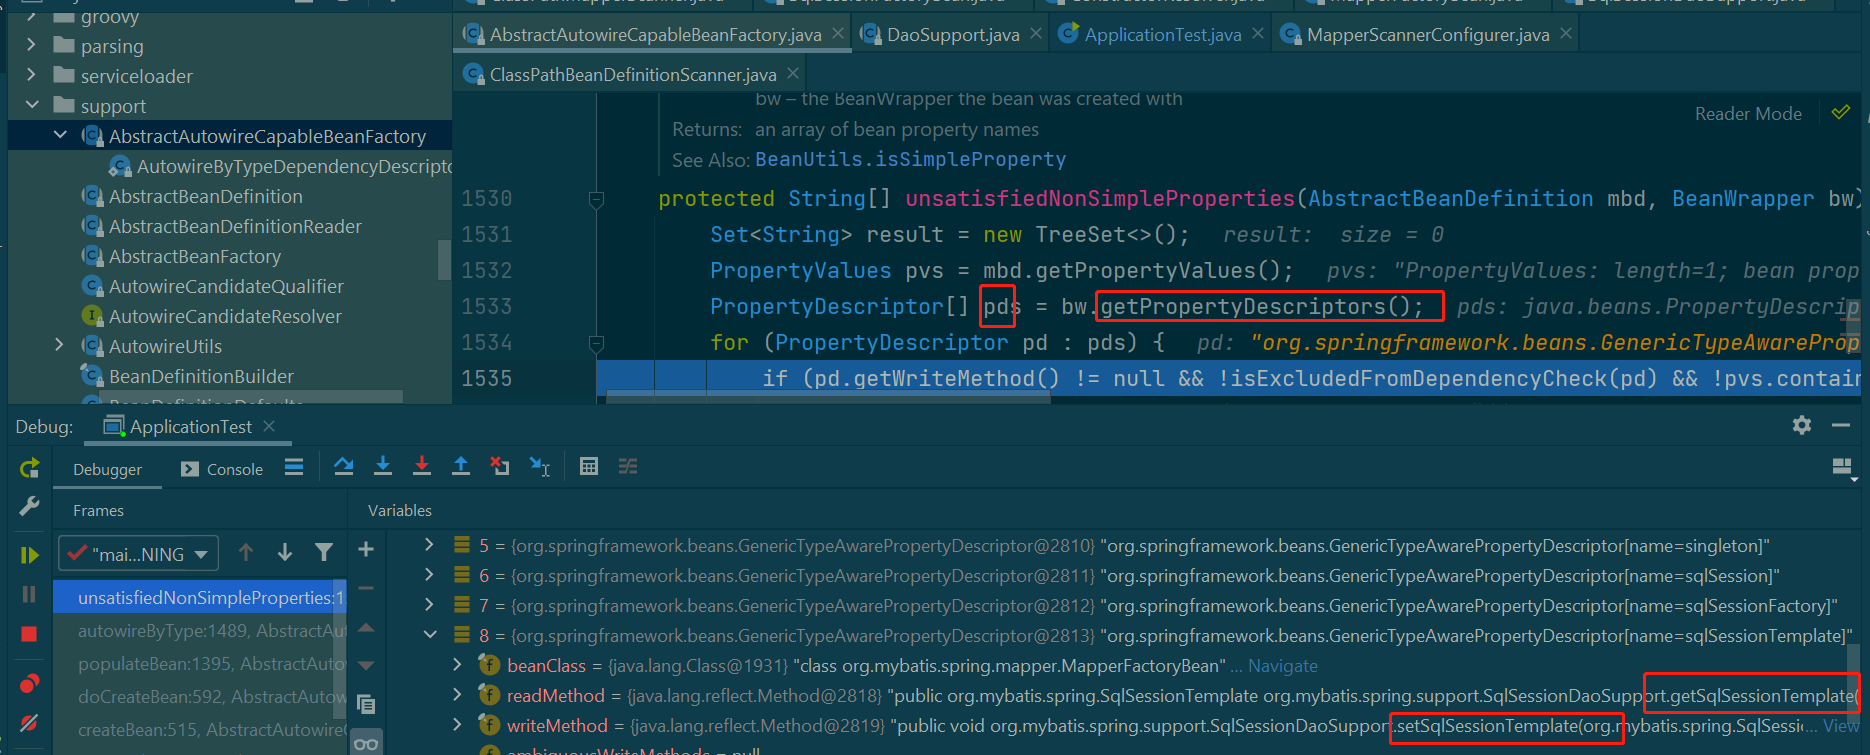 groovy
parsing
serviceloader
support
AbstractAutowireCapableBeanFactory
AutowireByTypeDependencyDescripto
AbstractBeanDefinition
AbstractBeanDefinitionReader
AbstractBeanFactory
AutowireCandidateQualifier
AutowireCandidateResolver
AutowireUtils
BeanDefinitionBuilder
AbstractAutowireCapableBeanFactory.java
DaoSupport.java
ApplicationTest.java
MapperScannerConfigurer.java
ClassPathBeanDefinitionScanner.java
bw – the BeanWrapper the bean was created with
Returns: an array of bean property names
See Also: BeanUtils.isSimpleProperty
Reader Mode
1530 protected String[] unsatisfiedNonSimpleProperties(AbstractBeanDefinition mbd, BeanWrapper bw)
1531 Set<String> result = new TreeSet<>(); result: size = 0
1532 PropertyValues pvs = mbd.getPropertyValues(); pvs: "PropertyValues: length=1; bean prop
1533 PropertyDescriptor[] pds = bw.getPropertyDescriptors(); pds: java.beans.PropertyDescrip
1534 for (PropertyDescriptor pd : pds) { pd: "org.springframework.beans.GenericTypeAwareProp
1535 if (pd.getWriteMethod() != null && !isExcludedFromDependencyCheck(pd) && !pvs.contain
Debug: ApplicationTest
Debugger Console
Frames
Variables
"mai...NING
unsatisfiedNonSimpleProperties:1
autowireByType:1489, AbstractAut
populateBean:1395, AbstractAutow
doCreateBean:592, AbstractAutow
createBean:515, AbstractAutowire
5 = {org.springframework.beans.GenericTypeAwarePropertyDescriptor@2810} "org.springframework.beans.GenericTypeAwarePropertyDescriptor[name=singleton]"
6 = {org.springframework.beans.GenericTypeAwarePropertyDescriptor@2811} "org.springframework.beans.GenericTypeAwarePropertyDescriptor[name=sqlSession]"
7 = {org.springframework.beans.GenericTypeAwarePropertyDescriptor@2812} "org.springframework.beans.GenericTypeAwarePropertyDescriptor[name=sqlSessionFactory]"
8 = {org.springframework.beans.GenericTypeAwarePropertyDescriptor@2813} "org.springframework.beans.GenericTypeAwarePropertyDescriptor[name=sqlSessionTemplate]"
beanClass = {java.lang.Class@1931} "class org.mybatis.spring.mapper.MapperFactoryBean" ... Navigate
readMethod = {java.lang.reflect.Method@2818} "public org.mybatis.spring.SqlSessionTemplate org.mybatis.spring.support.SqlSessionDaoSupport.getSqlSessionTemplate(
writeMethod = {java.lang.reflect.Method@2819} "public void org.mybatis.spring.support.SqlSessionDaoSupport.setSqlSessionTemplate(org.mybatis.spring.SqlSessic... View